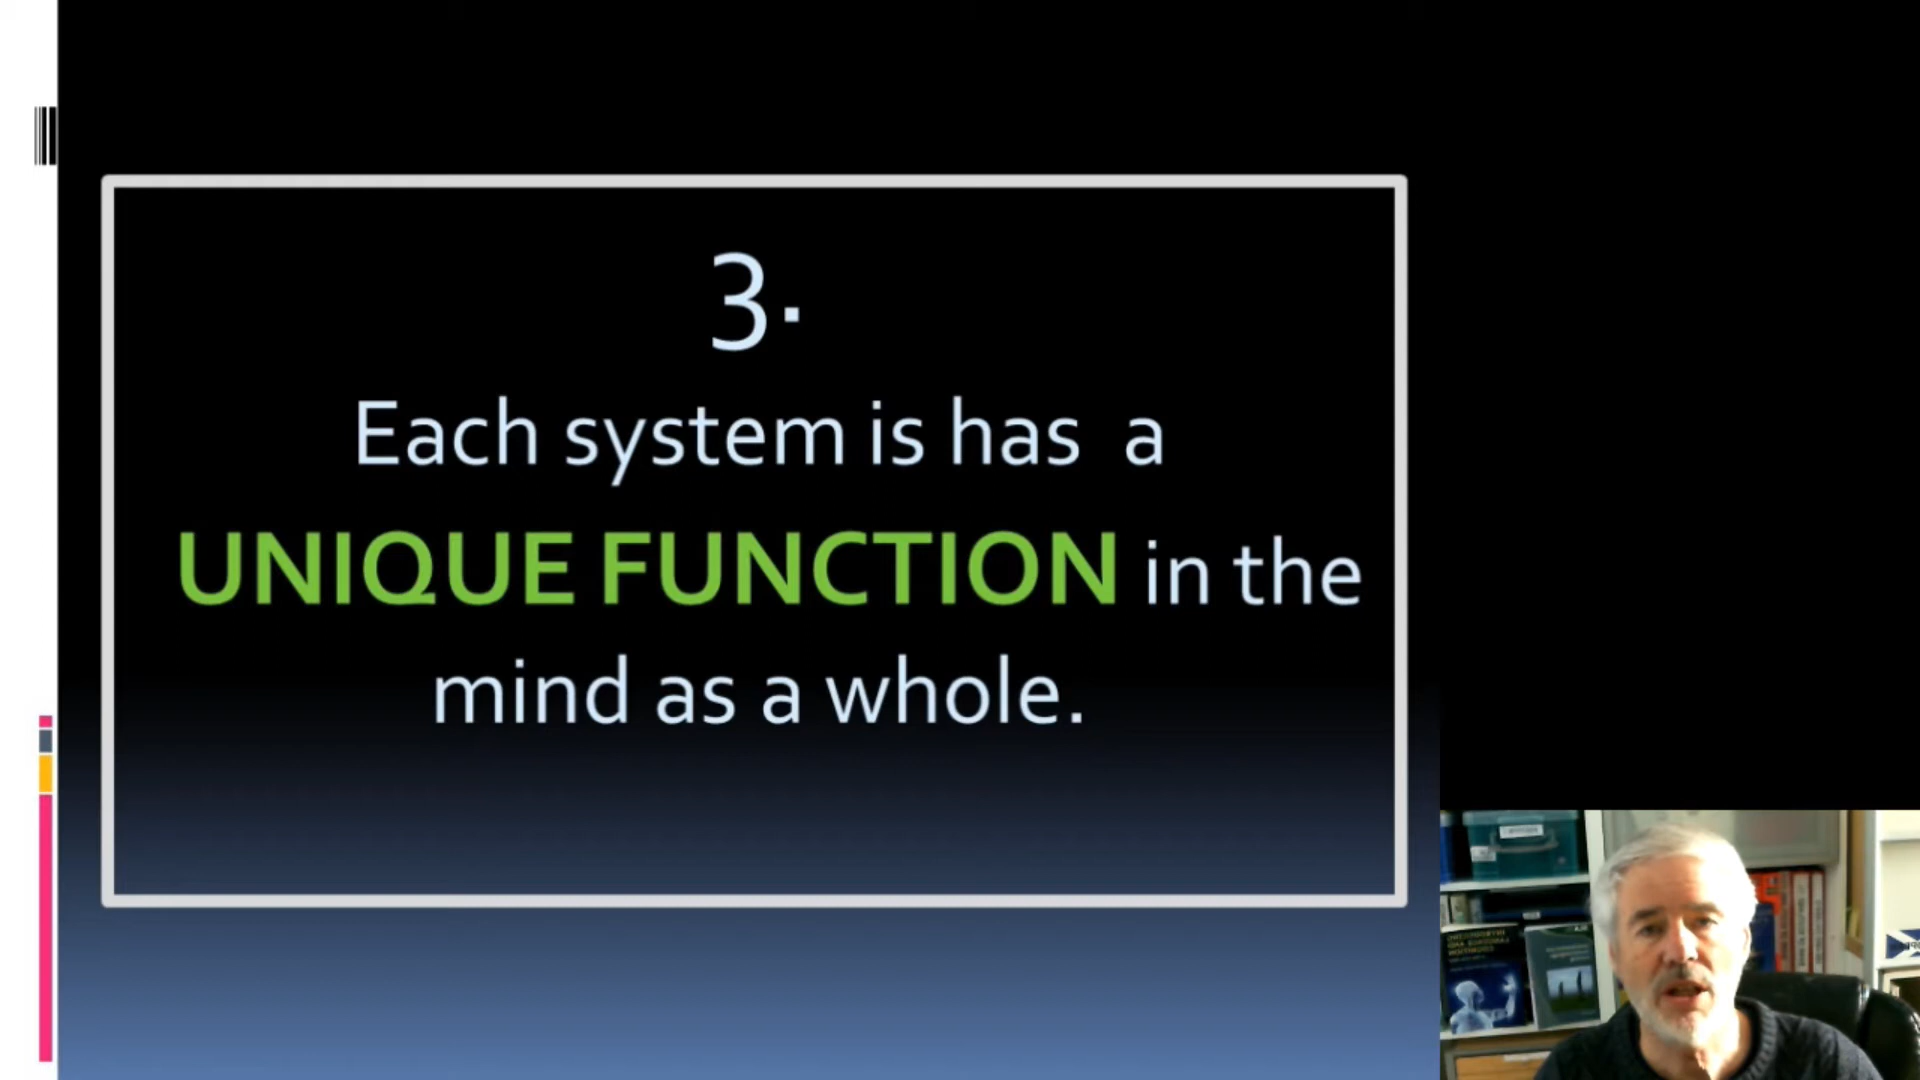 3.
Each system is has a
UNIQUE FUNCTION in the
mind as a whole.